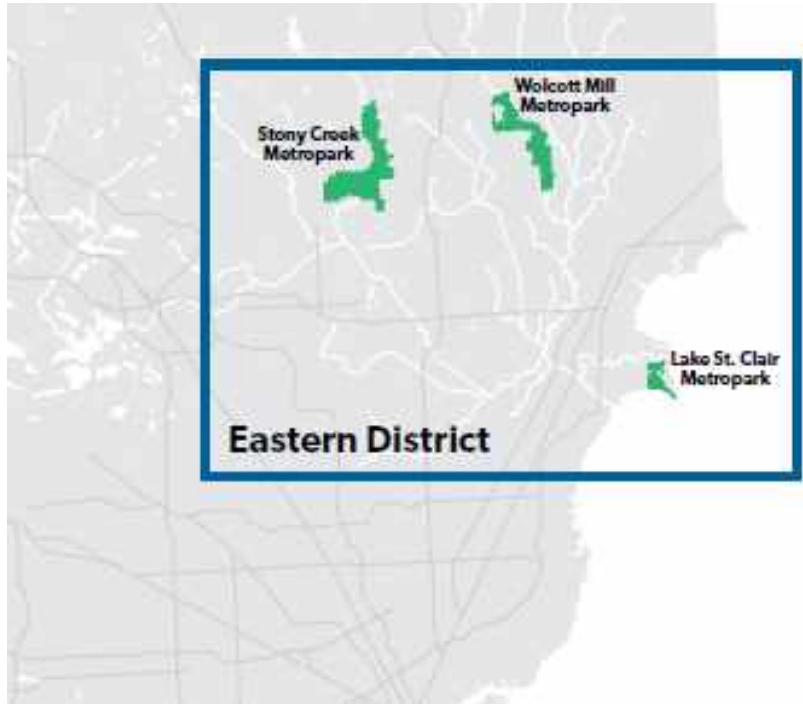 Wolcott Mill
Metropark
Stony Creek
Metropark
Lake St. Clair
Metropark
Eastern District